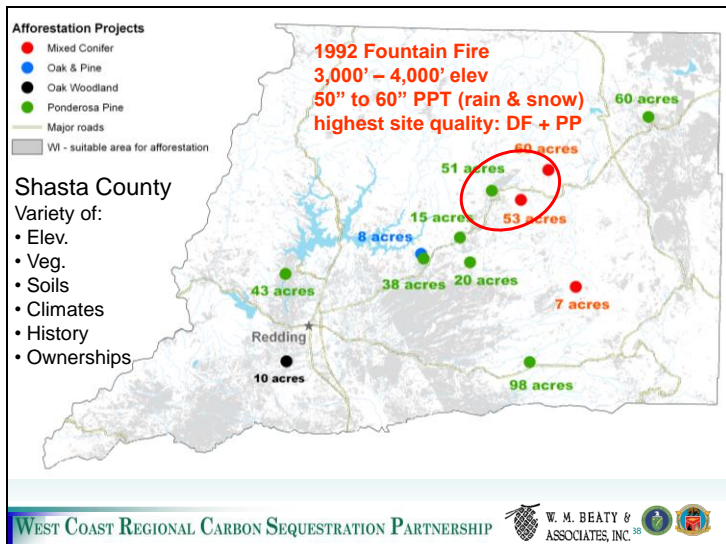 Afforestation Projects
Mixed Conifer
Oak & Pine
Oak Woodland
Ponderosa Pine
Major roads
WI - suitable area for afforestation
1992 Fountain Fire
3,000’ – 4,000’ elev
50” to 60” PPT (rain & snow)
highest site quality: DF + PP
Shasta County
Variety of:
• Elev.
• Veg.
• Soils
• Climates
• History
• Ownerships
60 acres
60 acres
51 acres
53 acres
15 acres
8 acres
38 acres
20 acres
43 acres
7 acres
Redding
10 acres
98 acres
WEST COAST REGIONAL CARBON SEQUESTRATION PARTNERSHIP
W. M. BEATY &
ASSOCIATES, INC.
38